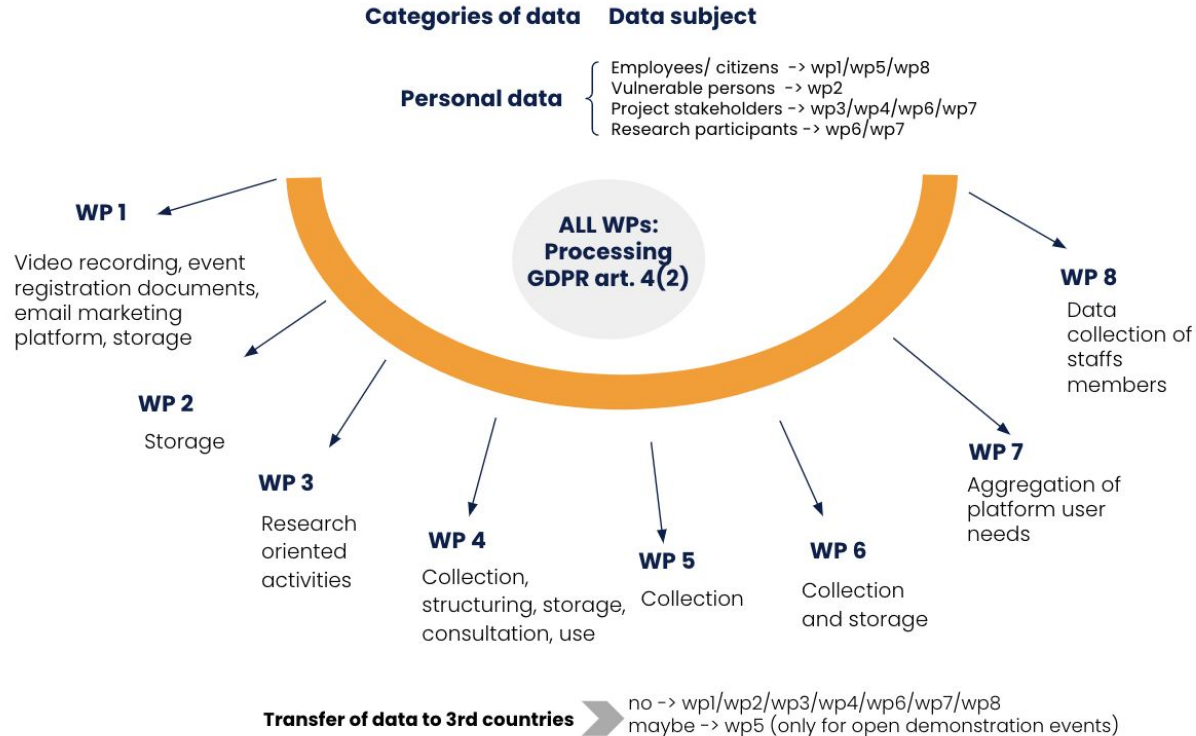 Categories of data Data subject
Personal data
Employees/ citizens -> wp1/wp5/wp8
Vulnerable persons -> wp2
Project stakeholders -> wp3/wp4/wp6/wp7
Research participants -> wp6/wp7
ALL WPs:
Processing
GDPR art. 4(2)
WP 1
Video recording, event
registration documents,
email marketing
platform, storage
WP 2
Storage
WP 3
Research
oriented
activities
WP 4
Collection,
structuring, storage,
consultation, use
WP 5
Collection
WP 6
Collection
and storage
WP 7
Aggregation of
platform user
needs
WP 8
Data
collection of
staffs
members
Transfer of data to 3rd countries
no -> wp1/wp2/wp3/wp4/wp6/wp7/wp8
maybe -> wp5 (only for open demonstration events)